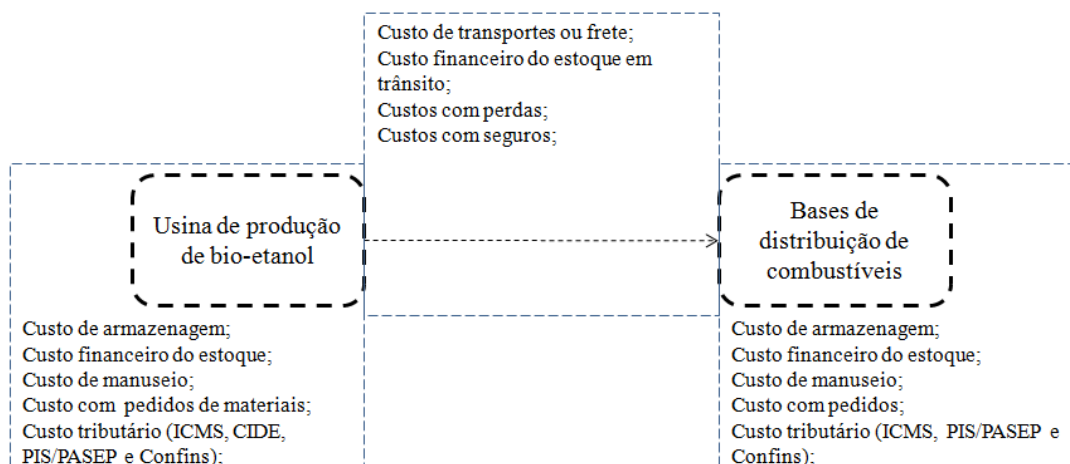 Custo de transportes ou frete;
Custo financeiro do estoque em
trânsito;
Custos com perdas;
Custos com seguros;
Usina de produção
de bio-etanol
Bases de
distribuição de
combustíveis
Custo de armazenagem;
Custo financeiro do estoque;
Custo de manuseio;
Custo com pedidos de materiais;
Custo tributário (ICMS, CIDE,
PIS/PASEP e Confins);
Custo de armazenagem;
Custo financeiro do estoque;
Custo de manuseio;
Custo com pedidos;
Custo tributário (ICMS, PIS/PASEP e
Confins);